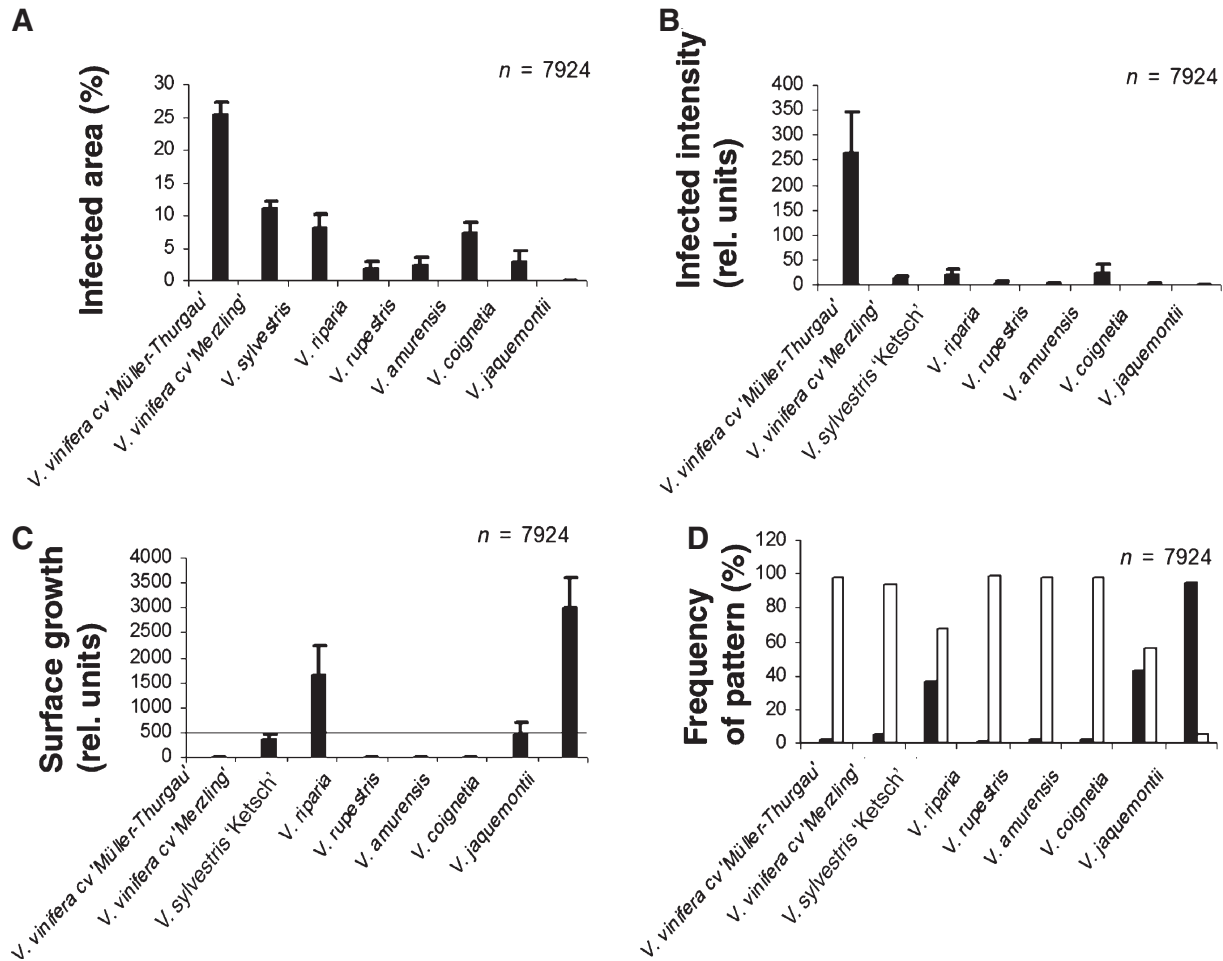 A
n = 7924
Infected area (%)
30
25
20
15
10
5
0
V. vinifera cv 'Müller-Thurgau'
V. vinifera cv 'Merzling'
V. sylvestris
V. riparia
V. rupestris
V. amurensis
V. coignetia
V. jaquemontii
B
n = 7924
Infected intensity
(rel. units)
400
350
300
250
200
150
100
50
0
V. vinifera cv 'Müller-Thurgau'
V. vinifera cv 'Merzling'
V. sylvestris 'Ketsch'
V. riparia
V. rupestris
V. amurensis
V. coignetia
V. jaquemontii
C
n = 7924
Surface growth
(rel. units)
4000
3500
3000
2500
2000
1500
1000
500
0
V. vinifera cv 'Müller-Thurgau'
V. vinifera cv 'Merzling'
V. sylvestris 'Ketsch'
V. riparia
V. rupestris
V. amurensis
V. coignetia
V. jaquemontii
D
n = 7924
Frequency
of pattern (%)
120
100
80
60
40
20
0
V. vinifera cv 'Müller-Thurgau'
V. vinifera cv 'Merzling'
V. sylvestris 'Ketsch'
V. riparia
V. rupestris
V. amurensis
V. coignetia
V. jaquemontii